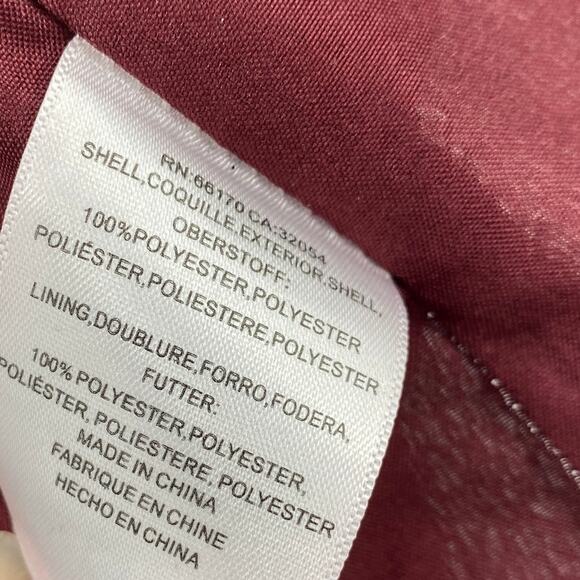 RN:66170 CA:32054
SHELL,COQUILLE,EXTERIOR,SHELL,
OBERSTOFF:
100%POLYESTER,POLYESTER
POLIÉSTER,POLIESTERE,POLYESTER
LINING,DOUBLURE,FORRO,FODERA,
FUTTER:
100% POLYESTER,POLYESTER,
POLIÉSTER, POLIESTERE, POLYESTER
MADE IN CHINA
FABRIQUE EN CHINE
HECHO EN CHINA